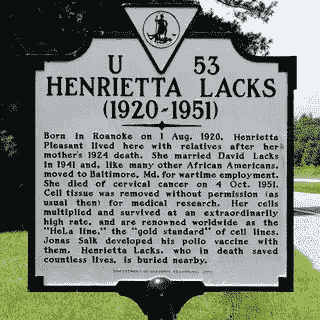 U 53
HENRIETTA LACKS
(1920-1951)
Born in Roanoke on 1 Aug. 1920, Henrietta
Pleasant lived here with relatives after her
mother's 1924 death. She married David Lacks
in 1941 and, like many other African Americans,
moved to Baltimore, Md. for wartime employment.
She died of cervical cancer on 4 Oct. 1951.
Cell tissue was removed without permission (as
usual then) for medical research. Her cells
multiplied and survived at an extraordinarily
high rate, and are renowned worldwide as the
"HeLa line," the "gold standard" of cell lines.
Jonas Salk developed his polio vaccine with
them. Henrietta Lacks, who in death saved
countless lives, is buried nearby.
DEPARTMENT OF HISTORIC RESOURCES,